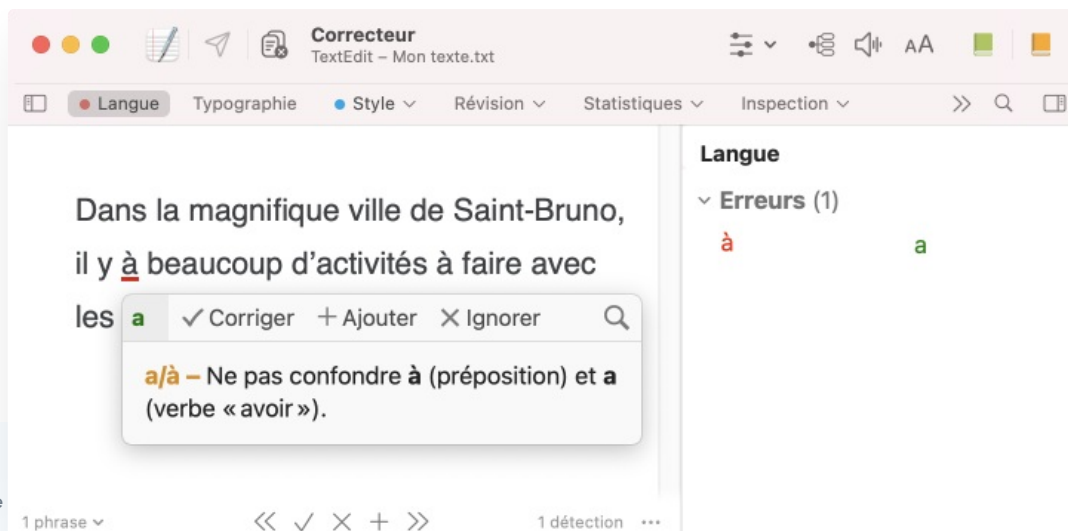 Correcteur
TextEdit – Mon texte.txt
AA
Langue Typographie Style Révision Statistiques Inspection
Dans la magnifique ville de Saint-Bruno,
il y à beaucoup d’activités à faire avec
les
a Corriger Ajouter Ignorer
a/à – Ne pas confondre à (préposition) et a
(verbe « avoir »).
1 phrase
1 détection
Langue
Erreurs (1)
à a